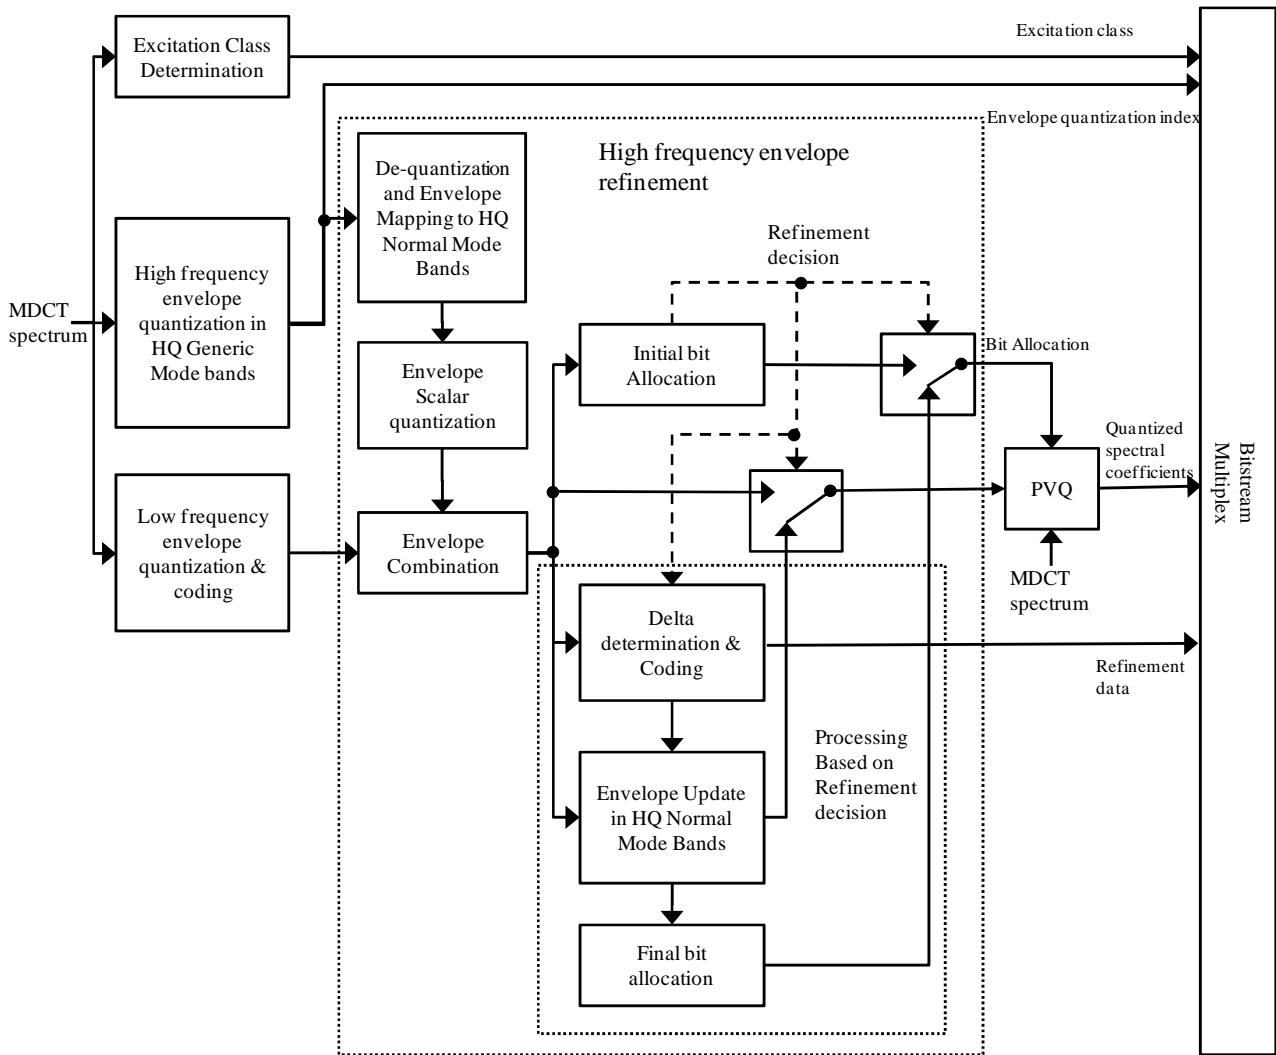 Excitation Class
Determination
Excitation class
Envelope quantization index
High frequency envelope
refinement
De-quantization
and Envelope
Mapping to HQ
Normal Mode
Bands
Refinement
decision
High frequency
envelope
quantization in
HQ Generic
Mode bands
MDCT
spectrum
Initial bit
Allocation
Bit Allocation
Envelope
Scalar
quantization
Quantized
spectral
coefficients
Bitstream
Multiplex
PVQ
Low frequency
envelope
quantization &
coding
Envelope
Combination
MDCT
spectrum
Delta
determination &
Coding
Refinement
data
Processing
Based on
Refinement
decision
Envelope Update
in HQ Normal
Mode Bands
Final bit
allocation